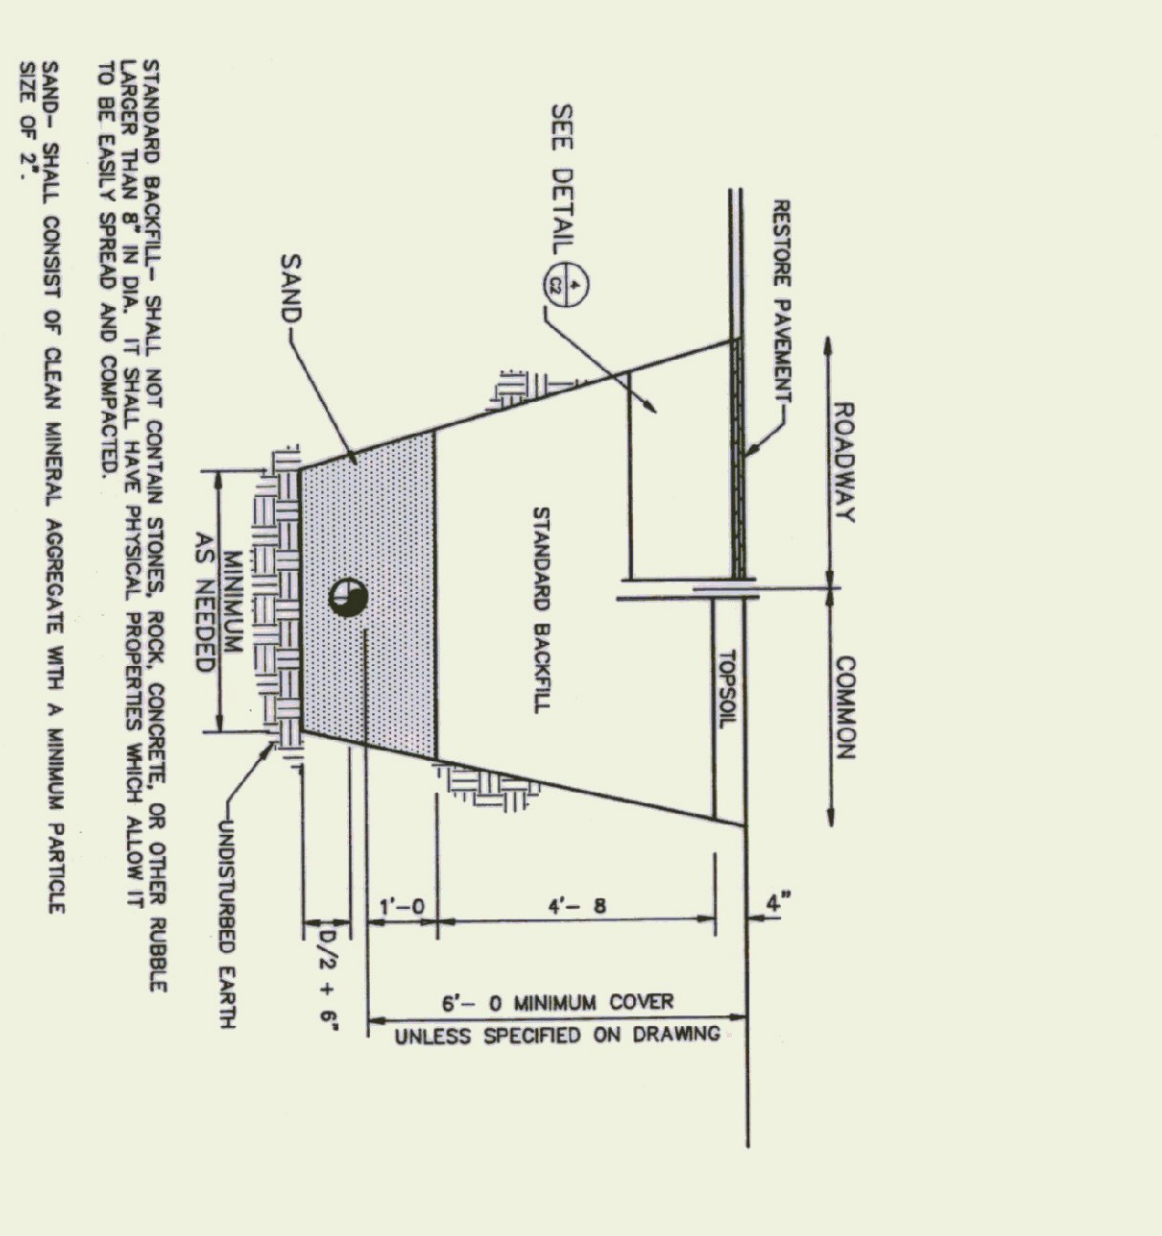 ROADWAY
COMMON
RESTORE PAVEMENT
4"
TOPSOIL
SEE DETAIL
4
C2
STANDARD BACKFILL
4'- 8
6'- 0 MINIMUM COVER
UNLESS SPECIFIED ON DRAWING
1'-0
SAND
D/2 + 6"
MINIMUM
AS NEEDED
UNDISTURBED EARTH
STANDARD BACKFILL- SHALL NOT CONTAIN STONES, ROCK, CONCRETE, OR OTHER RUBBLE
LARGER THAN 8" IN DIA. IT SHALL HAVE PHYSICAL PROPERTIES WHICH ALLOW IT
TO BE EASILY SPREAD AND COMPACTED.
SAND- SHALL CONSIST OF CLEAN MINERAL AGGREGATE WITH A MINIMUM PARTICLE
SIZE OF 2".